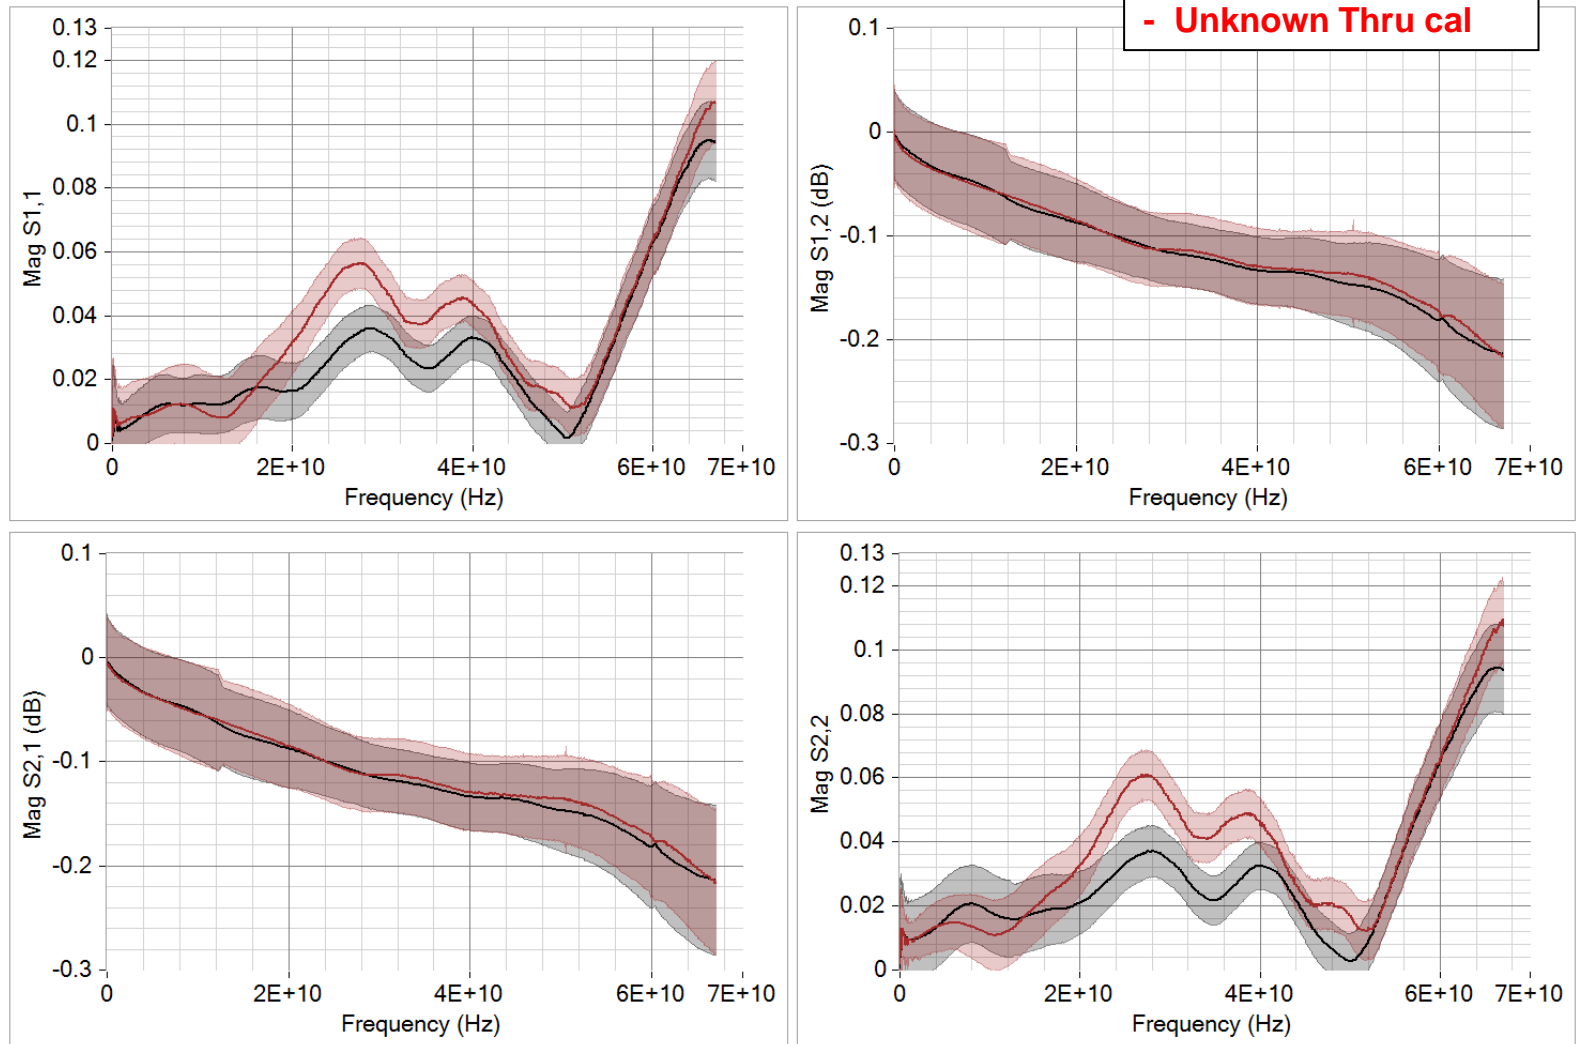 - Unknown Thru cal
0.13
0.12
0.1
0.08
0.06
0.04
0.02
0
Mag S1,1
0 2E+10 4E+10 6E+10 7E+10
Frequency (Hz)
0.1
0
-0.1
-0.2
-0.3
Mag S1,2 (dB)
0 2E+10 4E+10 6E+10 7E+10
Frequency (Hz)
0.1
0
-0.1
-0.2
-0.3
Mag S2,1 (dB)
0 2E+10 4E+10 6E+10 7E+10
Frequency (Hz)
0.13
0.12
0.1
0.08
0.06
0.04
0.02
0
Mag S2,2
0 2E+10 4E+10 6E+10 7E+10
Frequency (Hz)